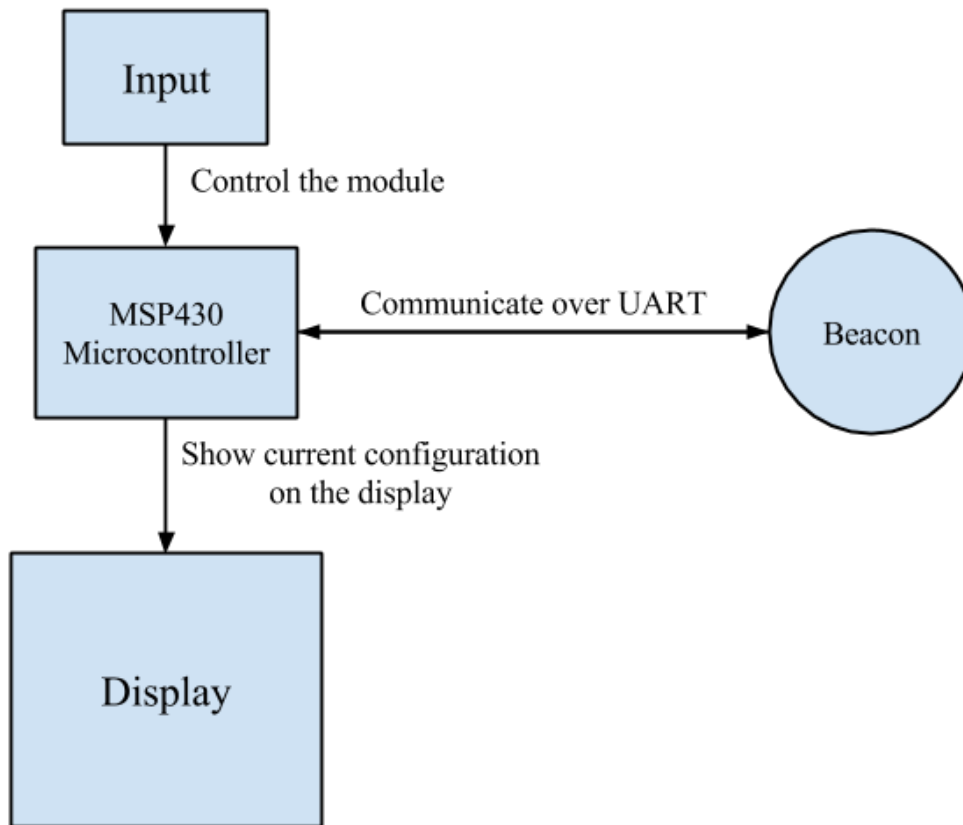 Input
Control the module
MSP430
Microcontroller
Communicate over UART
Beacon
Show current configuration
on the display
Display